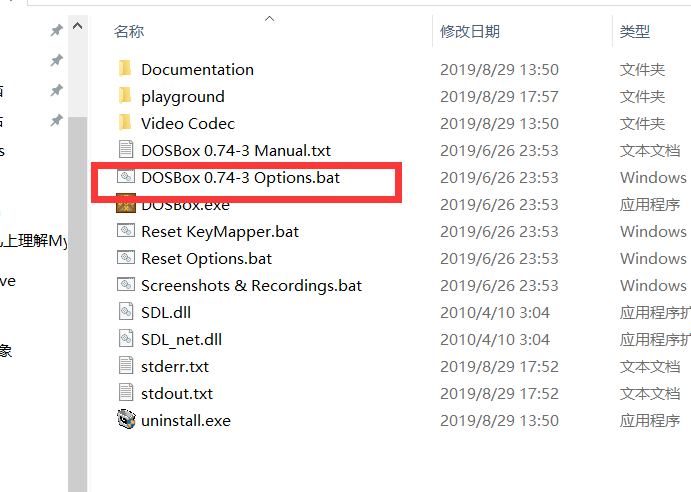 名称 修改日期 类型
Documentation 2019/8/29 13:50 文件夹
playground 2019/8/29 17:57 文件夹
Video Codec 2019/8/29 13:50 文件夹
DOSBox 0.74-3 Manual.txt 2019/6/26 23:53 文本文档
DOSBox 0.74-3 Options.bat 2019/6/26 23:53 Windows
DOSBox.exe 2019/6/26 23:53 应用程序
Reset KeyMapper.bat 2019/6/26 23:53 Windows
上理解My Reset Options.bat 2019/6/26 23:53 Windows
ve Screenshots & Recordings.bat 2019/6/26 23:53 Windows
SDL.dll 2010/4/10 3:04 应用程序扩
SDL_net.dll 2010/4/10 3:04 应用程序扩
象 stderr.txt 2019/8/29 17:52 文本文档
stdout.txt 2019/8/29 17:52 文本文档
uninstall.exe 2019/8/29 13:50 应用程序